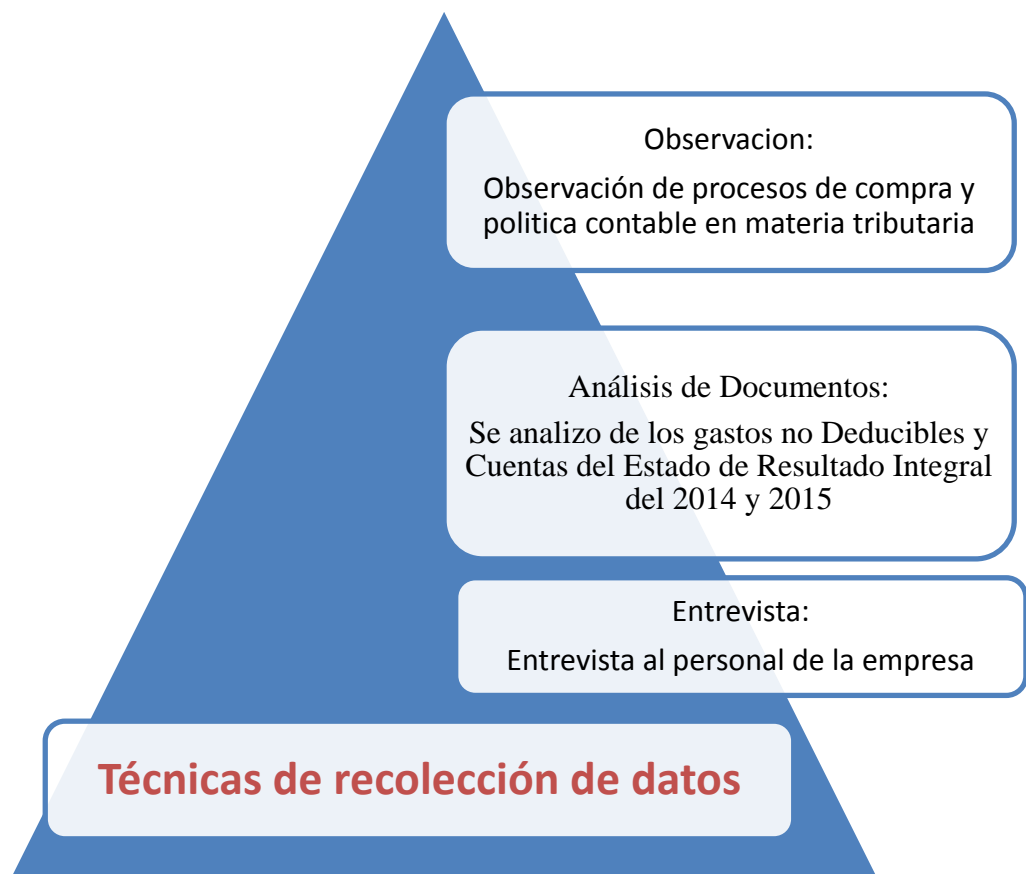 Observacion:
Observación de procesos de compra y
politica contable en materia tributaria
Análisis de Documentos:
Se analizo de los gastos no Deducibles y
Cuentas del Estado de Resultado Integral
del 2014 y 2015
Entrevista:
Entrevista al personal de la empresa
Técnicas de recolección de datos